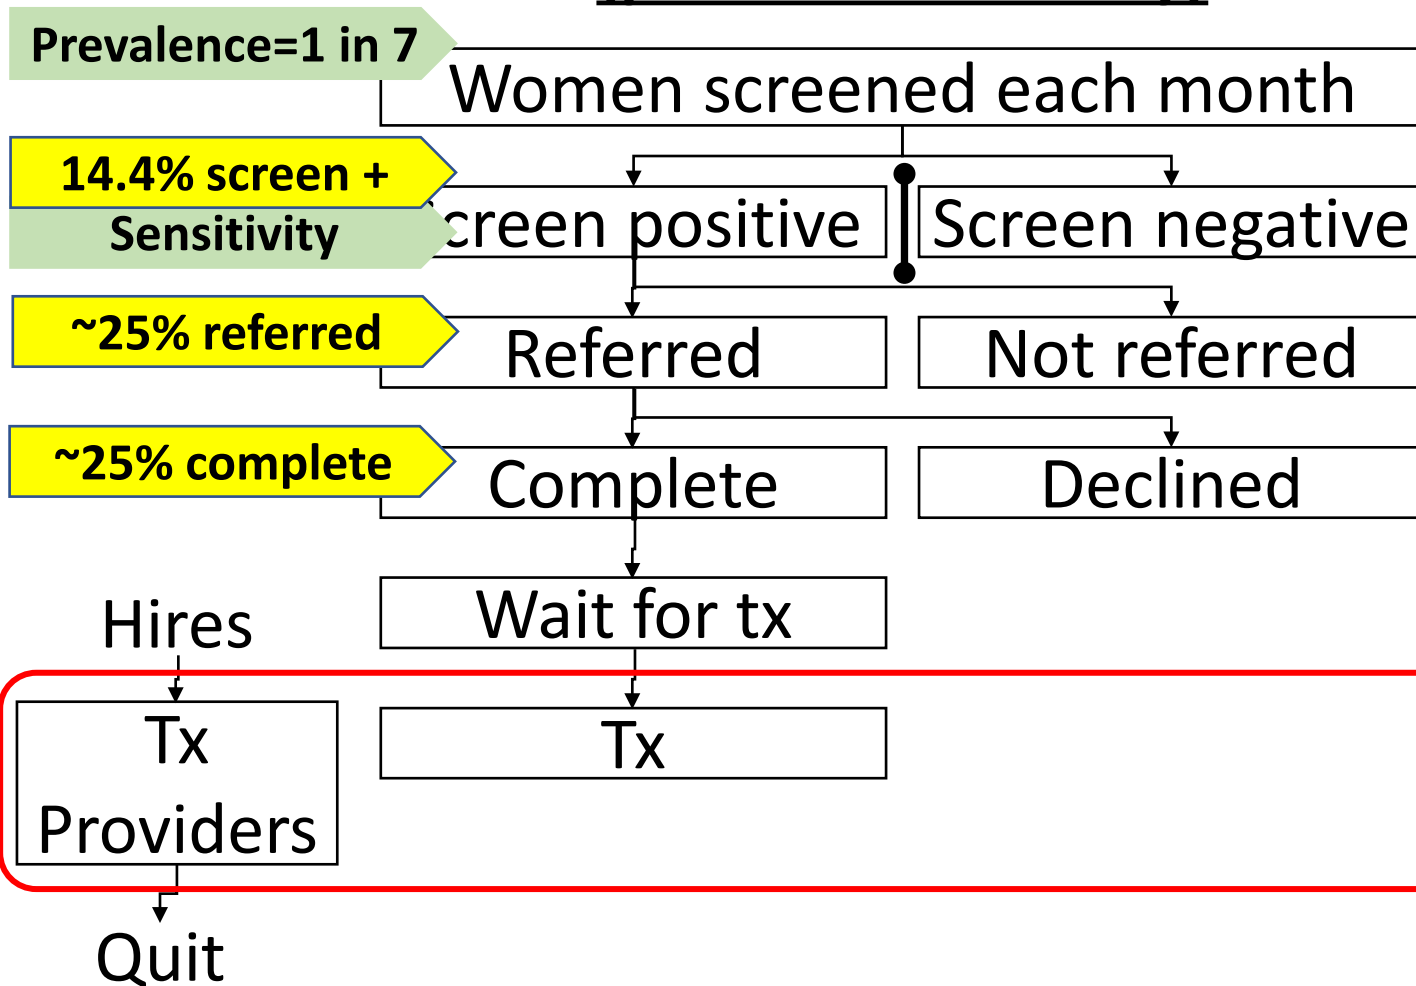 Prevalence=1 in 7
Women screened each month
14.4% screen +
Sensitivity
creen positive
Screen negative
~25% referred
Referred
Not referred
~25% complete
Complete
Declined
Hires
Wait for tx
Tx
Providers
Tx
Quit